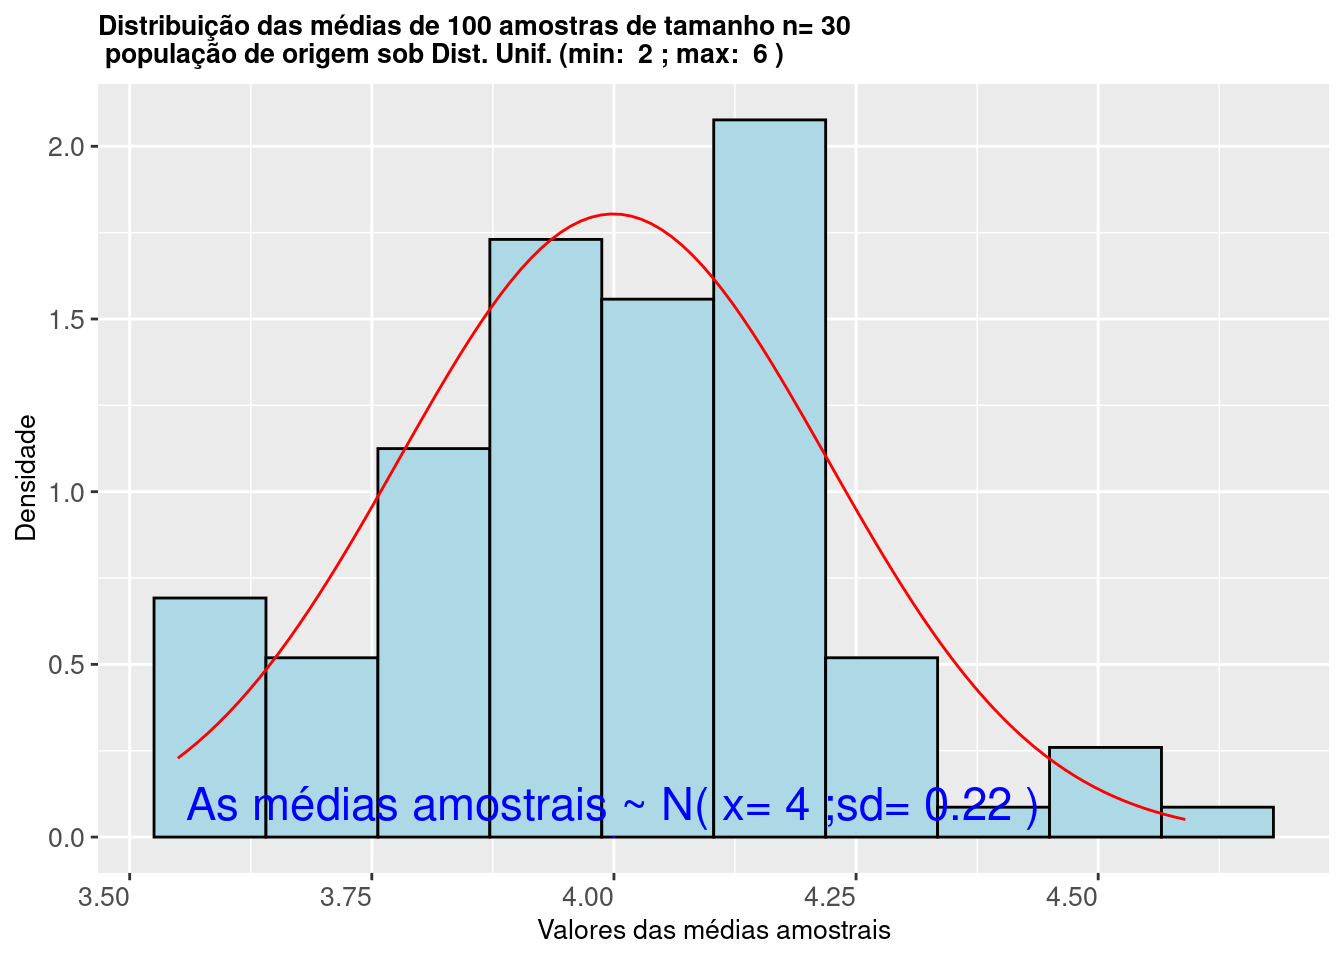 Distribuição das médias de 100 amostras de tamanho n= 30
população de origem sob Dist. Unif. (min:  2 ; max:  6 )
2.0
1.5
1.0
0.5
0.0
Densidade
As médias amostrais ~ N( x= 4 ;sd= 0.22 )
3.50 3.75 4.00 4.25 4.50
Valores das médias amostrais